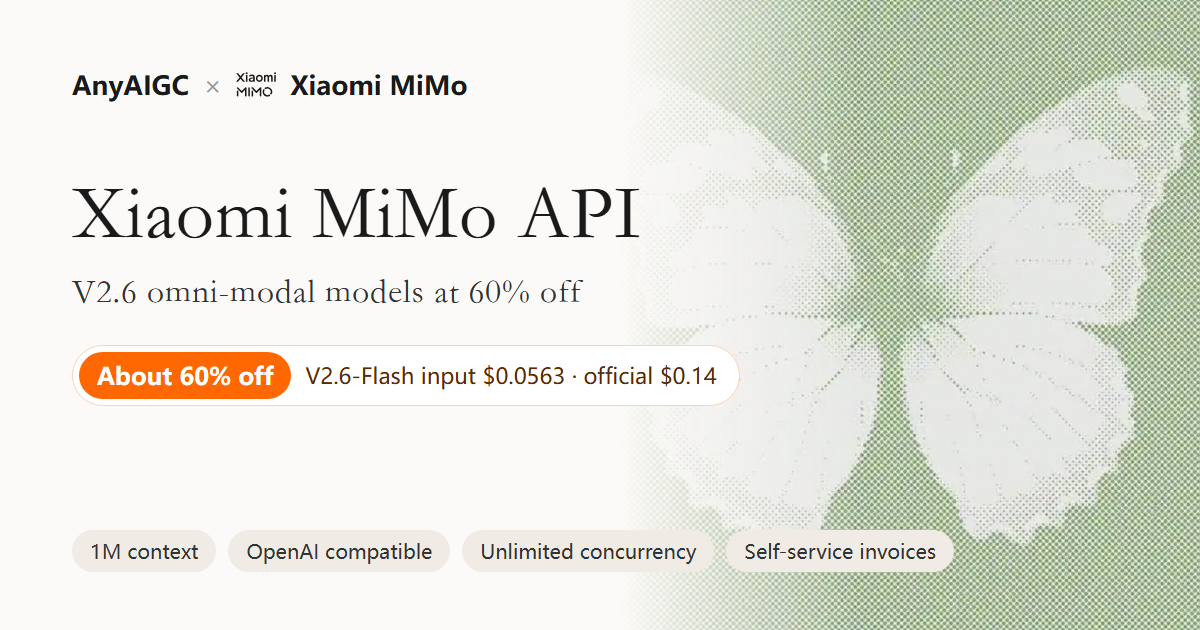 AnyAIGC × Xiaomi MiMo Xiaomi MiMo
Xiaomi MiMo API
V2.6 omni-modal models at 60% off
About 60% off V2.6-Flash input $0.0563 · official $0.14
1M context OpenAI compatible Unlimited concurrency Self-service invoices